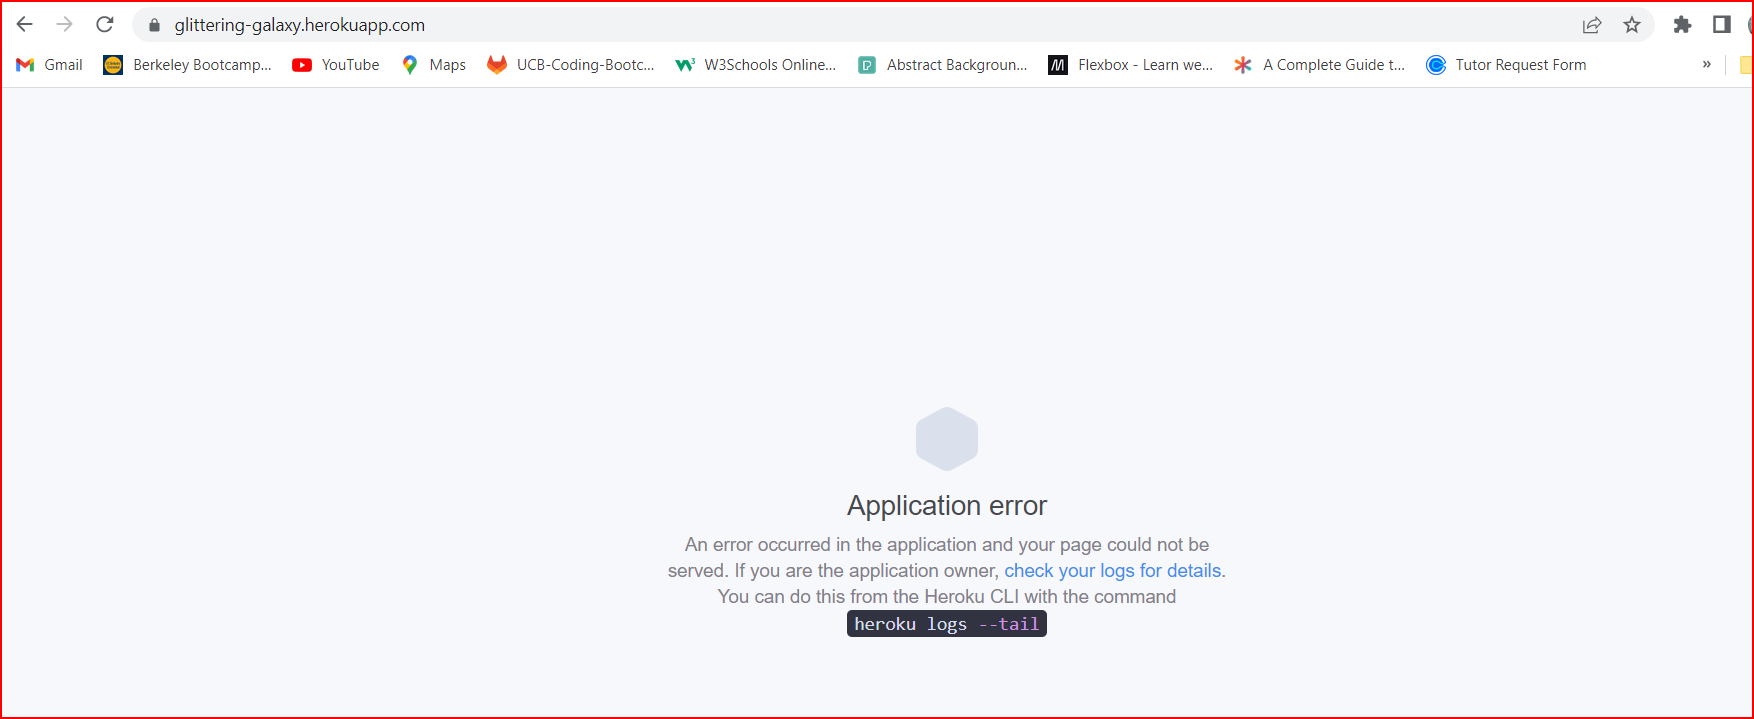 glittering-galaxy.herokuapp.com
Gmail Berkeley Bootcamp... YouTube Maps UCB-Coding-Bootc... W3Schools Online... Abstract Backgroun... Flexbox - Learn we... A Complete Guide t... Tutor Request Form »
Application error
An error occurred in the application and your page could not be
served. If you are the application owner, check your logs for details.
You can do this from the Heroku CLI with the command
heroku logs --tail